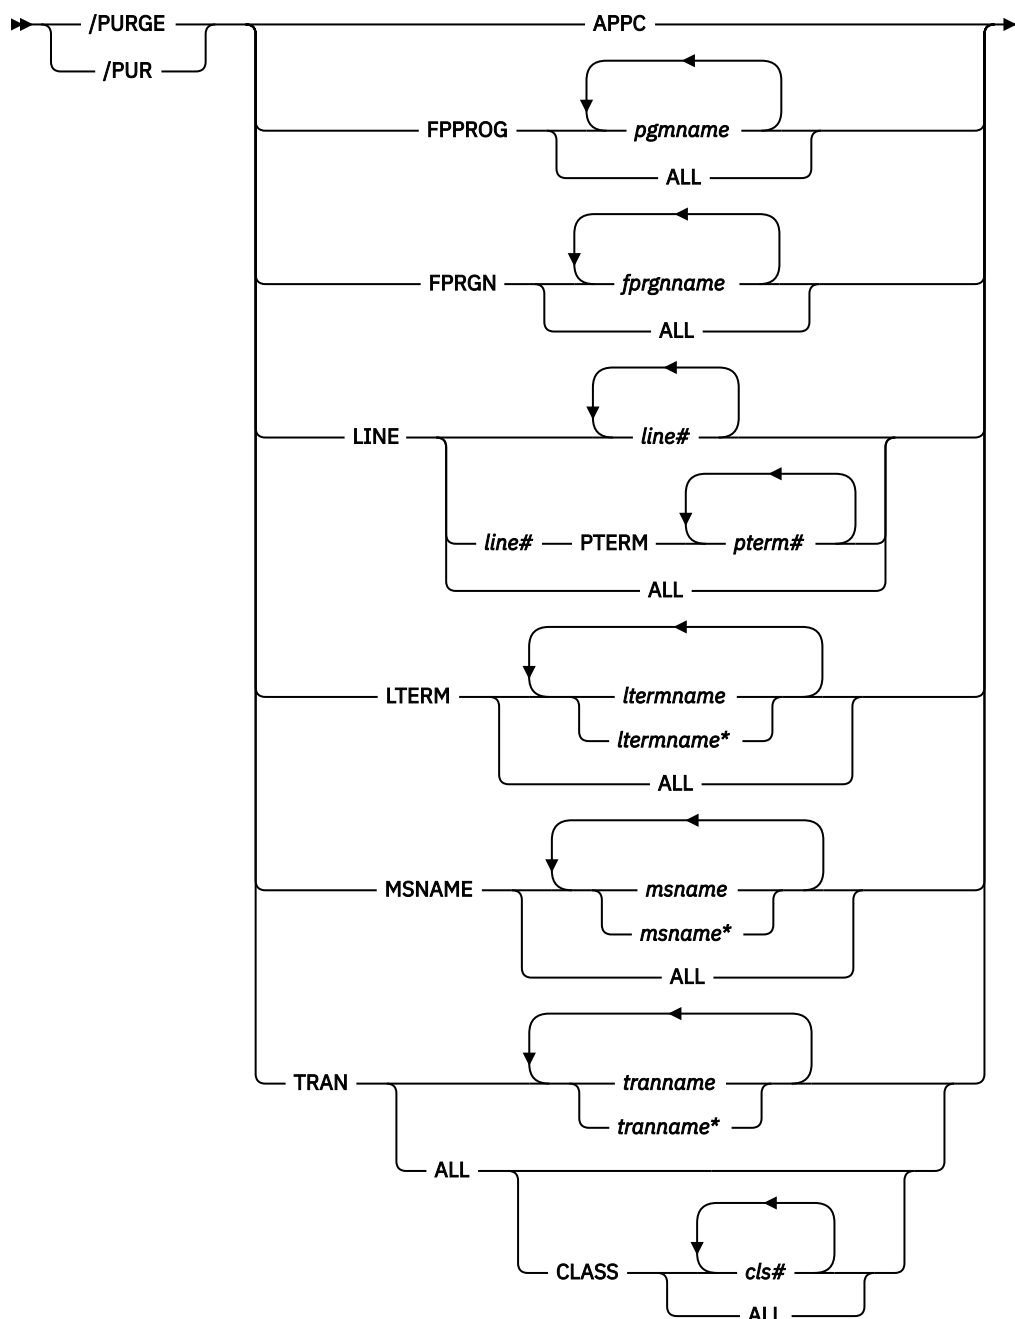 /PURGE APPC
/PUR
FPPROG pgmname
ALL
FPRGN fprgnname
ALL
LINE line#
line# PTERM pterm#
ALL
LTERM ltermname
ltermname*
ALL
MSNAME msname
msname*
ALL
TRAN tranname
tranname*
ALL
CLASS cls#
ALL